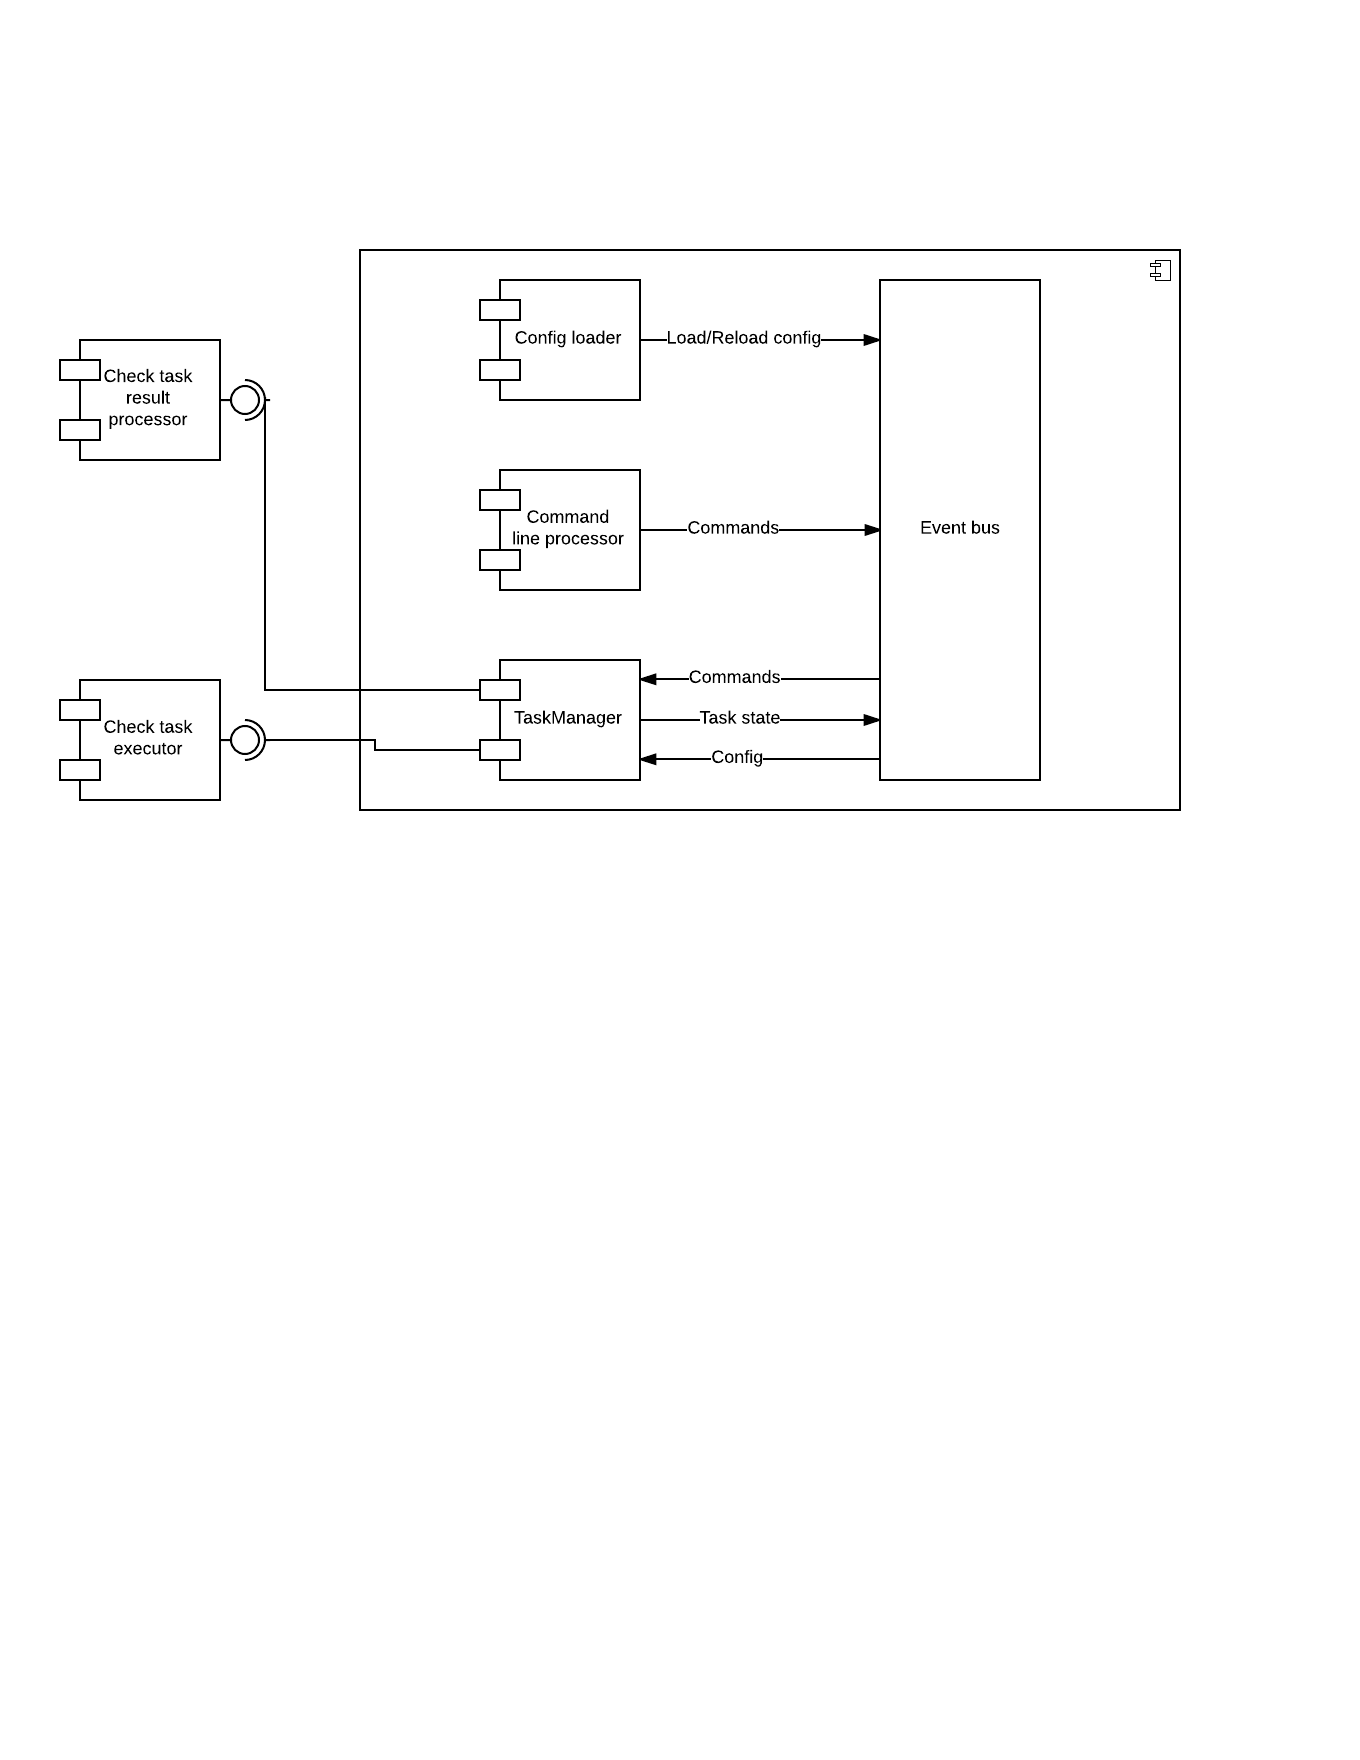 Config loader
Load/Reload config
Check task
result
processor
Command
line processor
Commands
Event bus
Commands
TaskManager
Task state
Config
Check task
executor